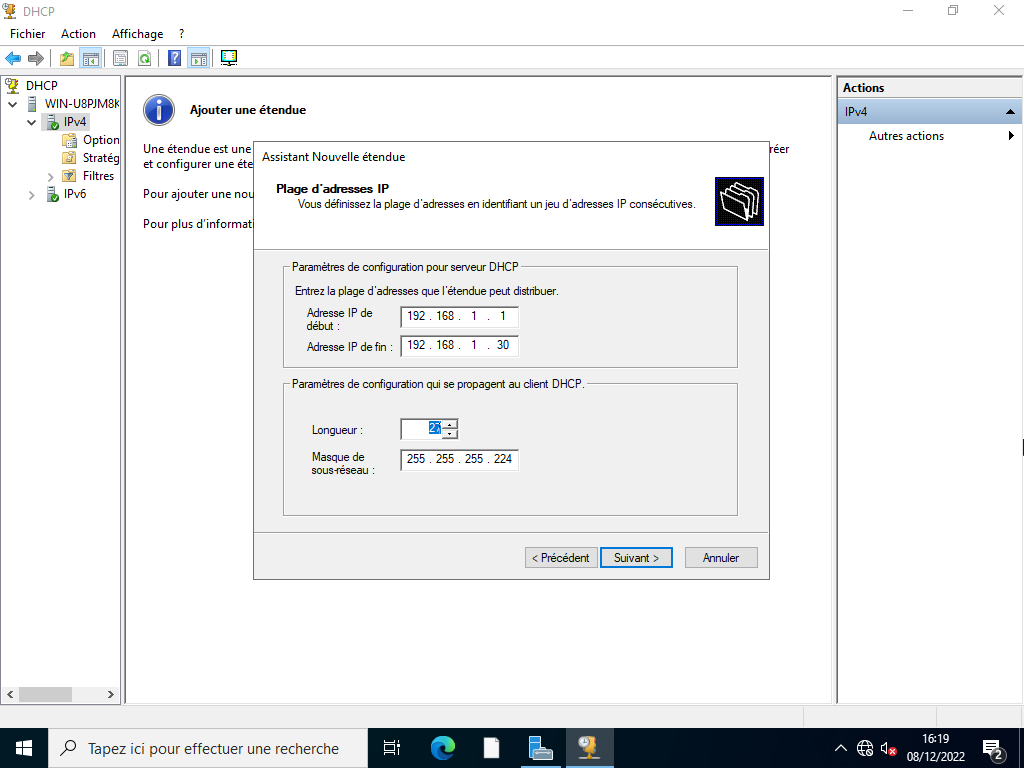 DHCP
Fichier Action Affichage ?
DHCP
WIN-U8PJM8K
IPv4
Option
Stratég
Filtres
IPv6
Ajouter une étendue
Une étendue est une
réer
et configurer une éte
Pour ajouter une nou
Pour plus d'informati
Assistant Nouvelle étendue
Plage d'adresses IP
Vous définissez la plage d'adresses en identifiant un jeu d'adresses IP consécutives.
Paramètres de configuration pour serveur DHCP
Entrez la plage d'adresses que l'étendue peut distribuer.
Adresse IP de
début :
192 . 168 . 1 . 1
Adresse IP de fin :
192 . 168 . 1 . 30
Paramètres de configuration qui se propagent au client DHCP.
Longueur :
27
Masque de
sous-réseau :
255 . 255 . 255 . 224
< Précédent
Suivant >
Annuler
Actions
IPv4
Autres actions
Tapez ici pour effectuer une recherche
16:19
08/12/2022
2